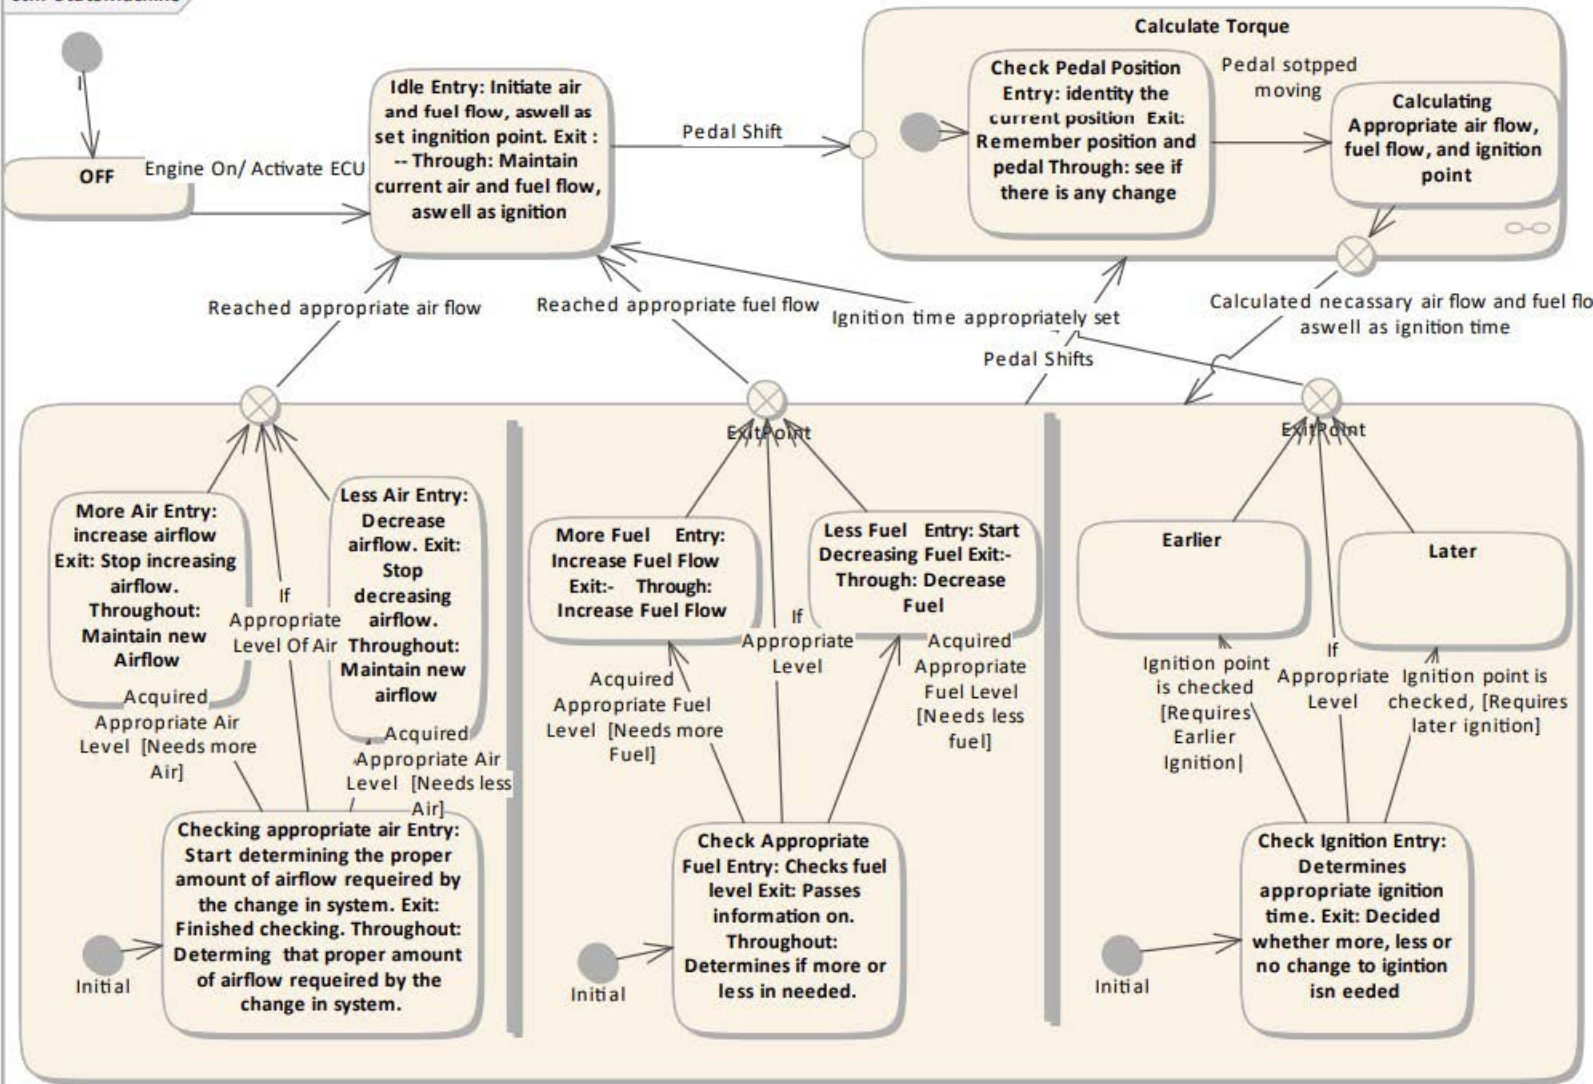 Engine On/ Activate ECU
OFF
Idle Entry: Initiate air
and fuel flow, aswell as
set ingnition point. Exit :
-- Through: Maintain
current air and fuel flow,
aswell as ignition
Pedal Shift
Calculate Torque
Check Pedal Position
Entry: identity the
current position Exit:
Remember position and
pedal Through: see if
there is any change
Pedal sotpped
moving
Calculating
Appropriate air flow,
fuel flow, and ignition
point
Reached appropriate air flow
Reached appropriate fuel flow
Ignition time appropriately set
Pedal Shifts
Calculated necassary air flow and fuel flo
aswell as ignition time
More Air Entry:
increase airflow
Exit: Stop increasing
airflow.
Throughout:
Maintain new
Airflow
If
Appropriate
Level Of Air
Less Air Entry:
Decrease
airflow. Exit:
Stop
decreasing
airflow.
Throughout:
Maintain new
airflow
Acquired
Appropriate Air
Level [Needs more
Air]
Acquired
Appropriate Air
Level [Needs less
Air]
Checking appropriate air Entry:
Start determining the proper
amount of airflow requeired by
the change in system. Exit:
Finished checking. Throughout:
Determing that proper amount
of airflow requeired by the
change in system.
Initial
ExitPoint
More Fuel Entry:
Increase Fuel Flow
Exit:- Through:
Increase Fuel Flow
Less Fuel Entry: Start
Decreasing Fuel Exit:-
Through: Decrease
Fuel
If
Appropriate
Level
Acquired
Appropriate Fuel
Level [Needs more
Fuel]
Acquired
Appropriate
Fuel Level
[Needs less
fuel]
Check Appropriate
Fuel Entry: Checks fuel
level Exit: Passes
information on.
Throughout:
Determines if more or
less in needed.
Initial
ExitPoint
Earlier
Later
Ignition point
is checked
[Requires
Earlier
Ignition]
If
Appropriate
Level
Ignition point is
checked, [Requires
later ignition]
Check Ignition Entry:
Determines
appropriate ignition
time. Exit: Decided
whether more, less or
no change to igintion
isn eeded
Initial